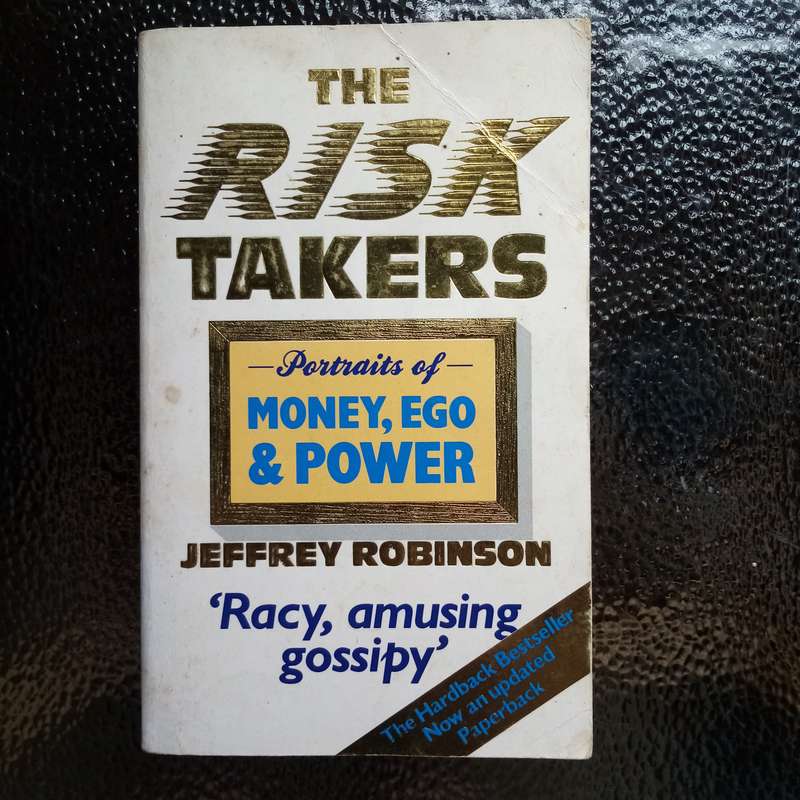 THE
RISK
TAKERS
– Portraits of –
MONEY, EGO
& POWER
JEFFREY ROBINSON
‘Racy, amusing
gossipy’
The Hardback Bestseller
Now an updated
Paperback